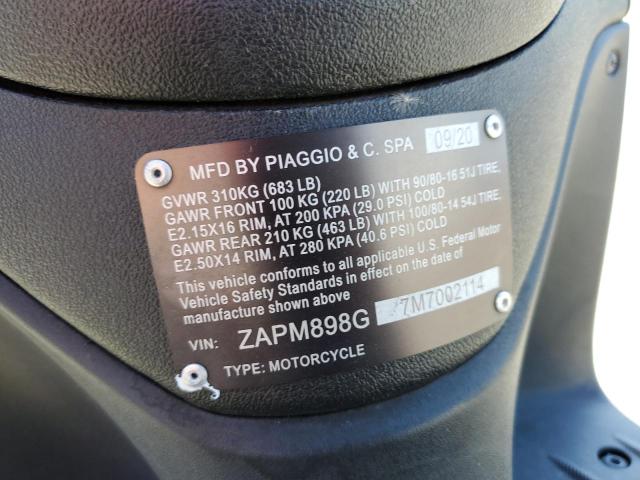 MFD BY PIAGGIO & C. SPA 09/20
GVWR 310KG (683 LB)
GAWR FRONT 100 KG (220 LB) WITH 90/80-16 51J TIRE,
E2.15X16 RIM, AT 200 KPA (29.0 PSI) COLD
GAWR REAR 210 KG (463 LB) WITH 100/80-14 54J TIRE,
E2.50X14 RIM, AT 280 KPA (40.6 PSI) COLD
This vehicle conforms to all applicable U.S. Federal Motor
Vehicle Safety Standards in effect on the date of
manufacture shown above
VIN: ZAPM898G 7M7002114
TYPE: MOTORCYCLE